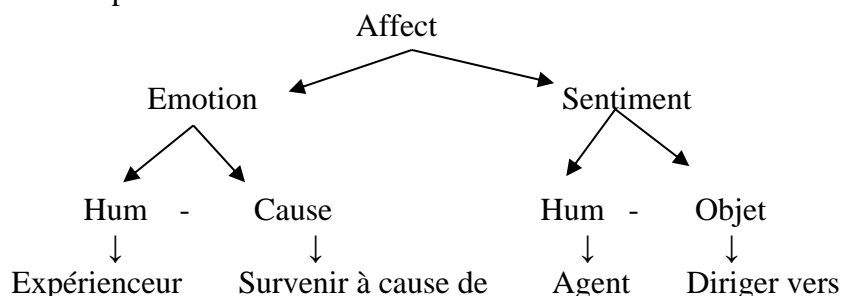 Affect
Emotion Sentiment
Hum - Cause Hum - Objet
↓ ↓ ↓ ↓
Expérienceur Survenir à cause de Agent Diriger vers